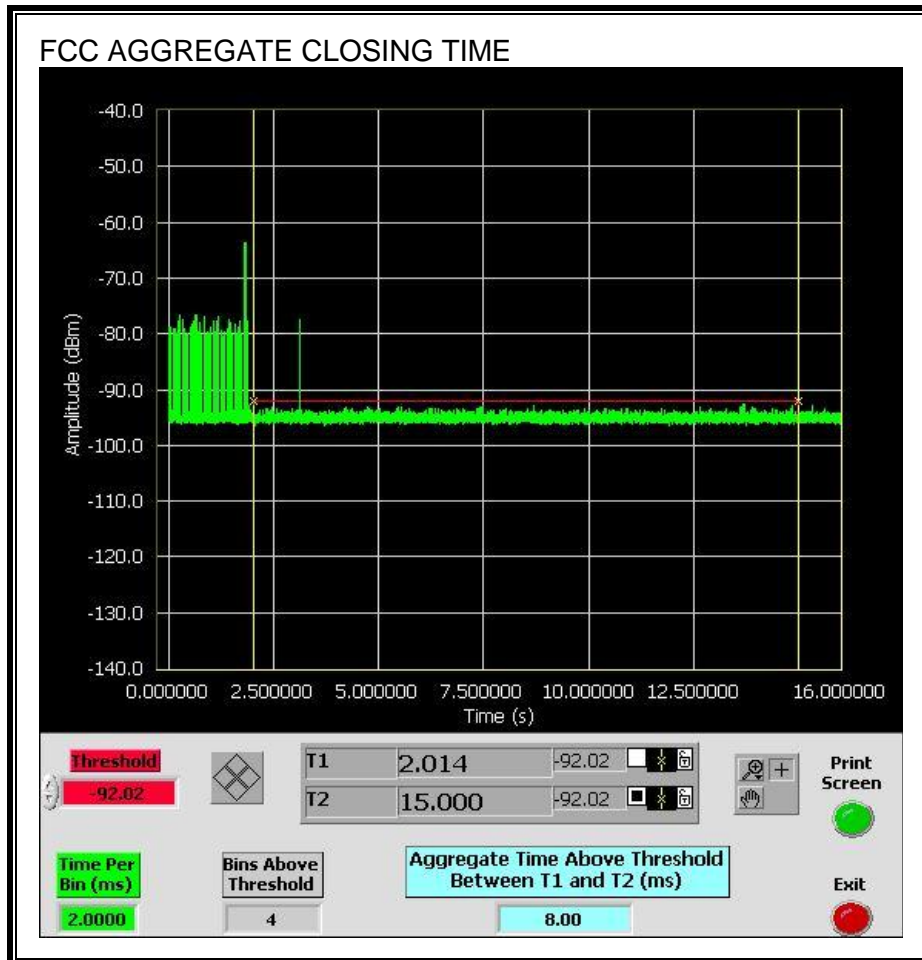 FCC AGGREGATE CLOSING TIME
-40.0
-50.0
-60.0
-70.0
-80.0
-90.0
-100.0
-110.0
-120.0
-130.0
-140.0
Amplitude (dBm)
0.000000 2.500000 5.000000 7.500000 10.000000 12.500000 16.000000
Time (s)
Threshold
-92.02
T1 2.014 -92.02
T2 15.000 -92.02
Print
Screen
Time Per
Bin (ms)
2.0000
Bins Above
Threshold
4
Aggregate Time Above Threshold
Between T1 and T2 (ms)
8.00
Exit